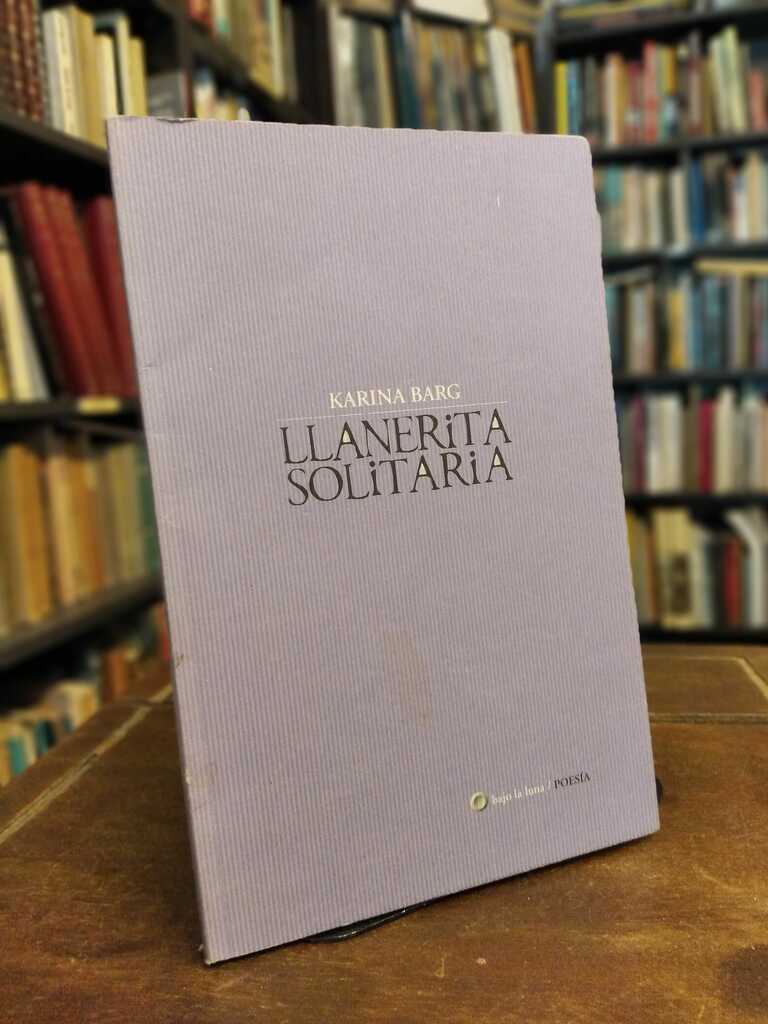 KARINA BARG
LLANERiTA
SOLiTARiA
bajo la luna / POESÍA